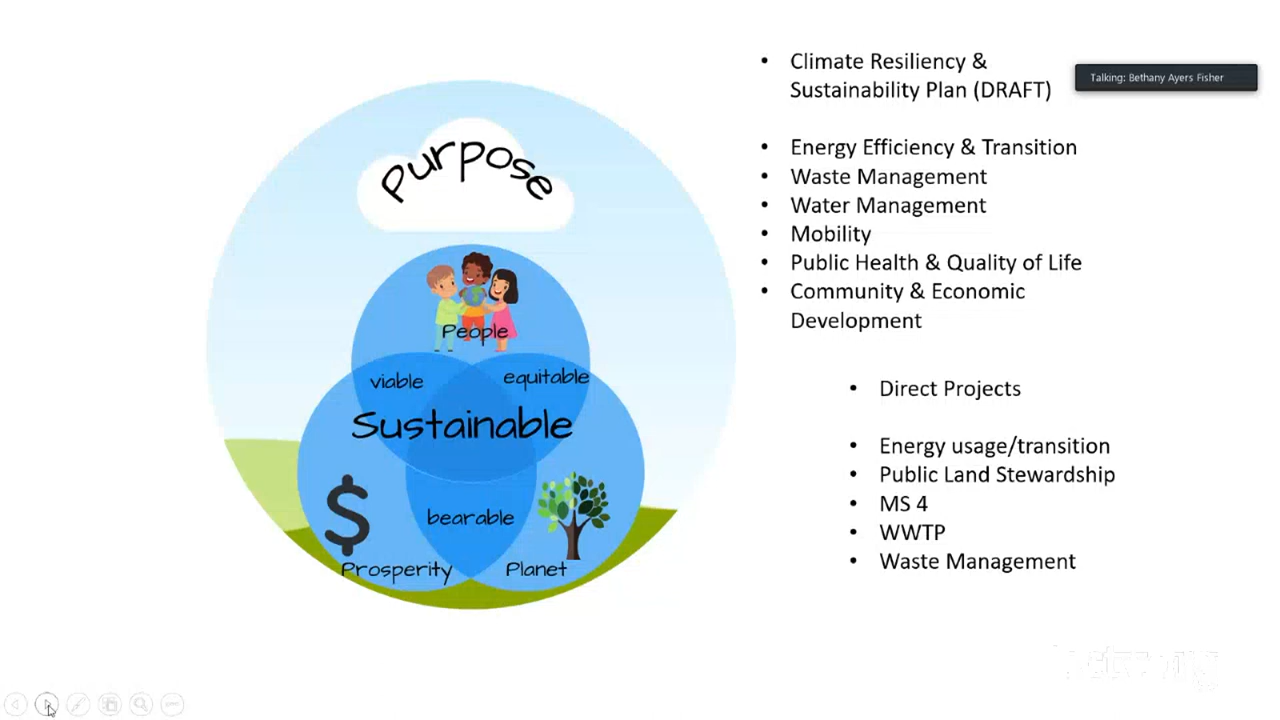 Purpose
People
viable
equitable
Sustainable
$
bearable
Prosperity
Planet
• Climate Resiliency &
Sustainability Plan (DRAFT)
• Energy Efficiency & Transition
• Waste Management
• Water Management
• Mobility
• Public Health & Quality of Life
• Community & Economic
Development
• Direct Projects
• Energy usage/transition
• Public Land Stewardship
• MS 4
• WWTP
• Waste Management
Talking: Bethany Ayers Fisher